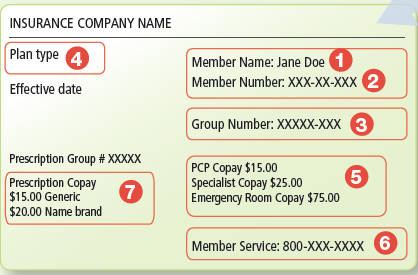 INSURANCE COMPANY NAME
Plan type 4
Effective date
Member Name: Jane Doe 1
Member Number: XXX-XX-XXX 2
Group Number: XXXXX-XXX 3
Prescription Group # XXXXX
Prescription Copay
$15.00 Generic
$20.00 Name brand
7
PCP Copay $15.00
Specialist Copay $25.00
Emergency Room Copay $75.00
5
Member Service: 800-XXX-XXXX 6